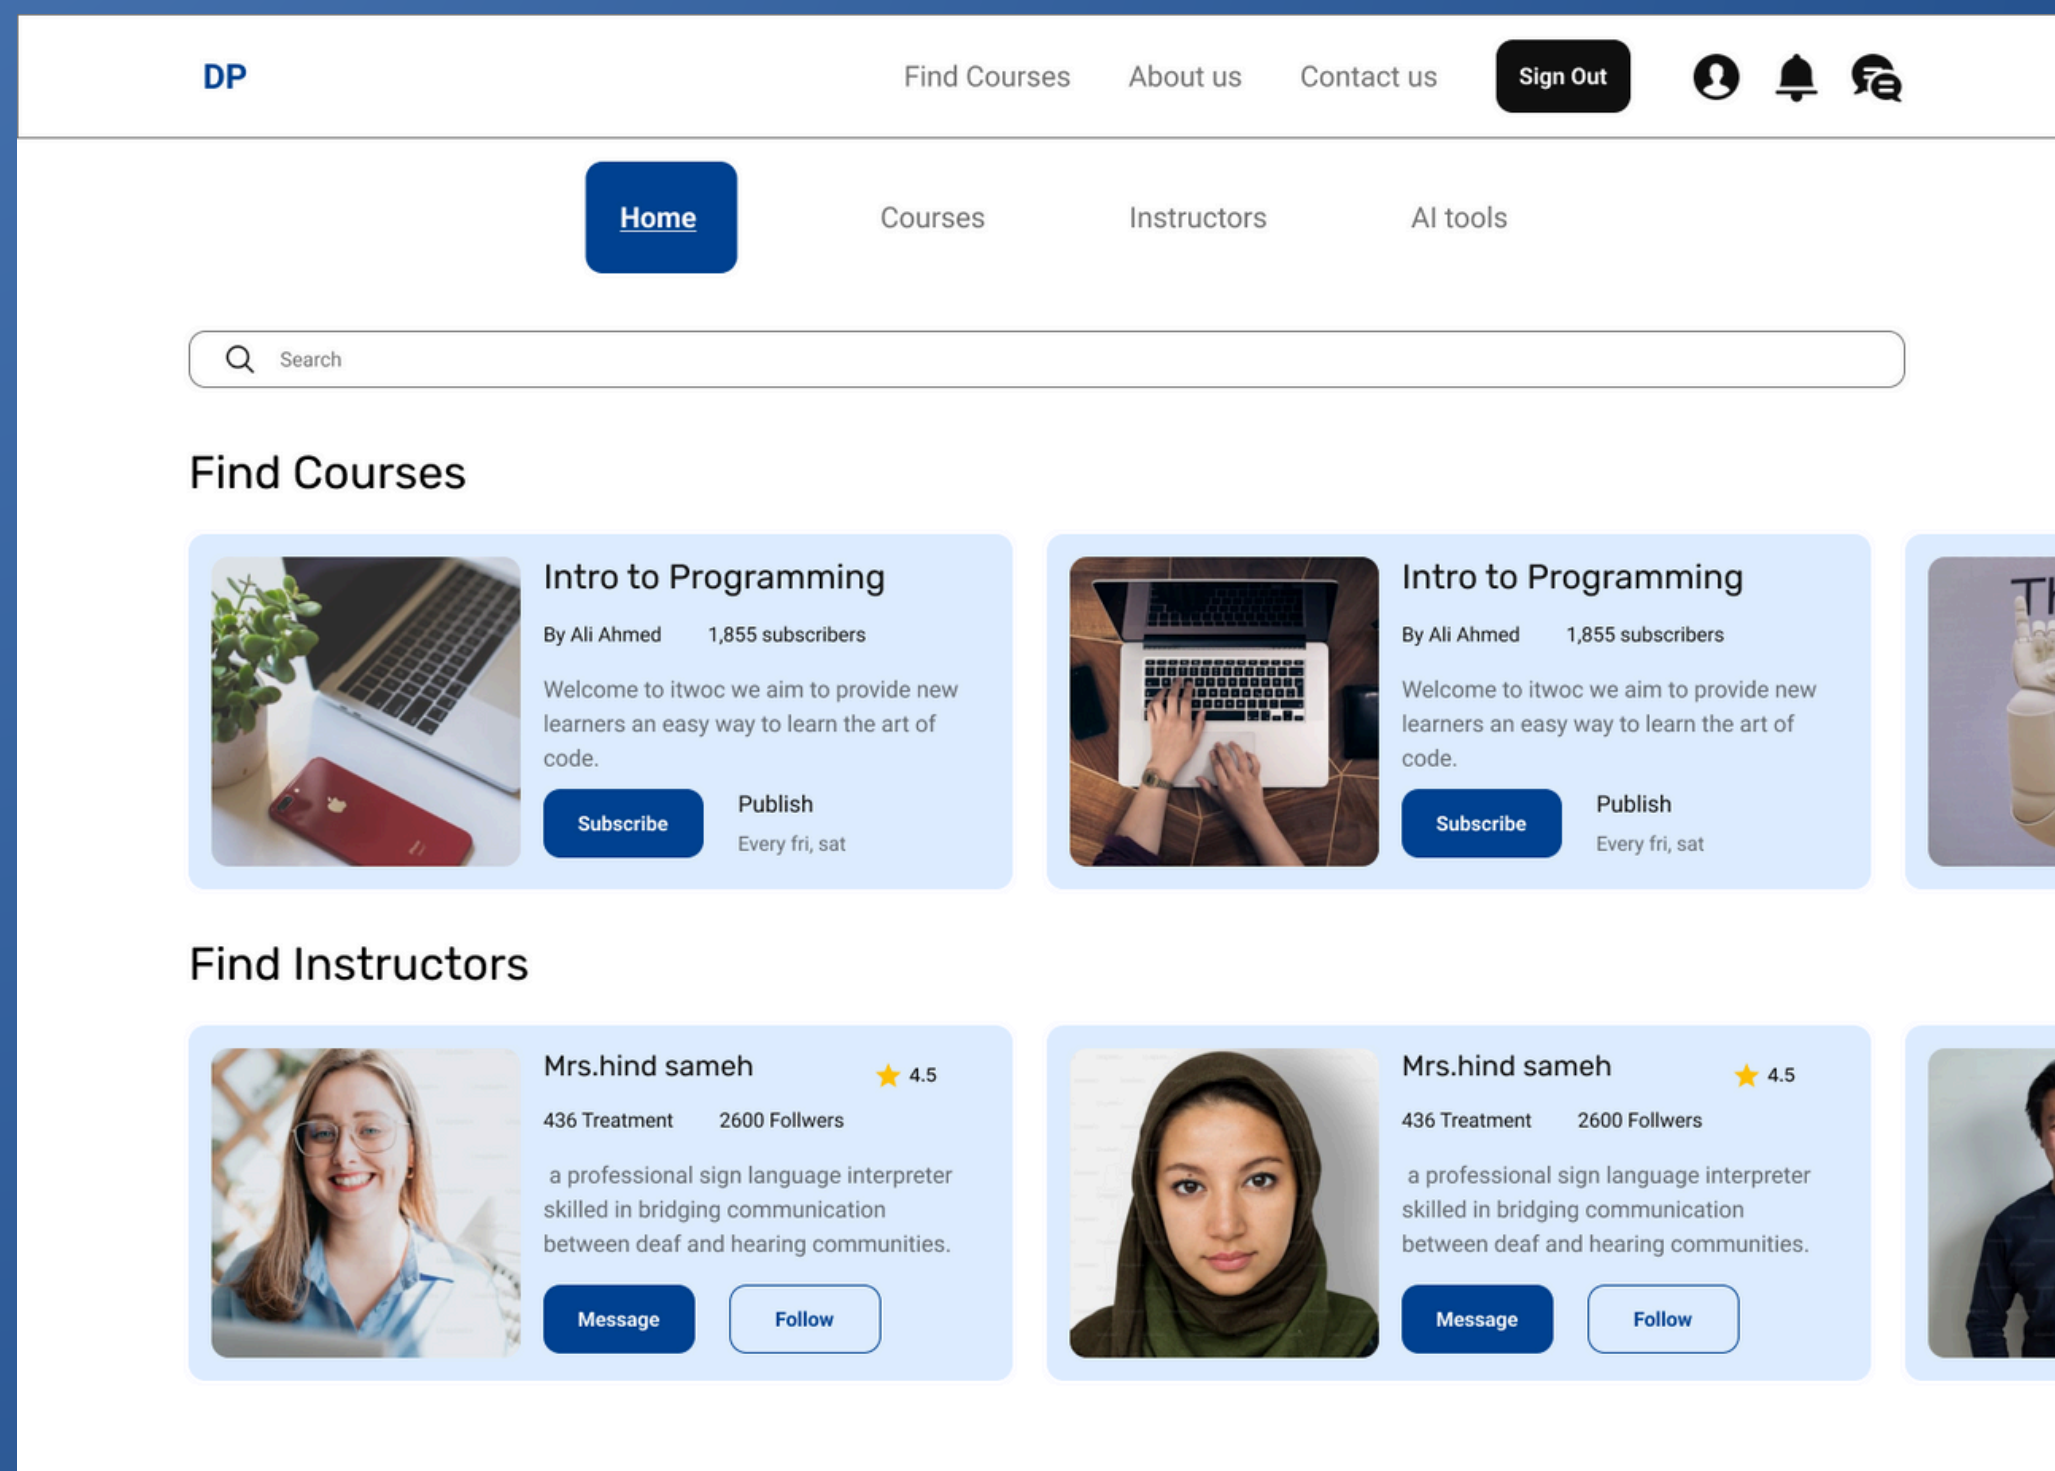 DP
Find Courses
About us
Contact us
Sign Out
Home
Courses
Instructors
AI tools
Search
Find Courses
Intro to Programming
By Ali Ahmed
1,855 subscribers
Welcome to itwoc we aim to provide new
learners an easy way to learn the art of
code.
Subscribe
Publish
Every fri, sat
Intro to Programming
By Ali Ahmed
1,855 subscribers
Welcome to itwoc we aim to provide new
learners an easy way to learn the art of
code.
Subscribe
Publish
Every fri, sat
Find Instructors
Mrs.hind sameh
4.5
436 Treatment
2600 Follwers
a professional sign language interpreter
skilled in bridging communication
between deaf and hearing communities.
Message
Follow
Mrs.hind sameh
4.5
436 Treatment
2600 Follwers
a professional sign language interpreter
skilled in bridging communication
between deaf and hearing communities.
Message
Follow